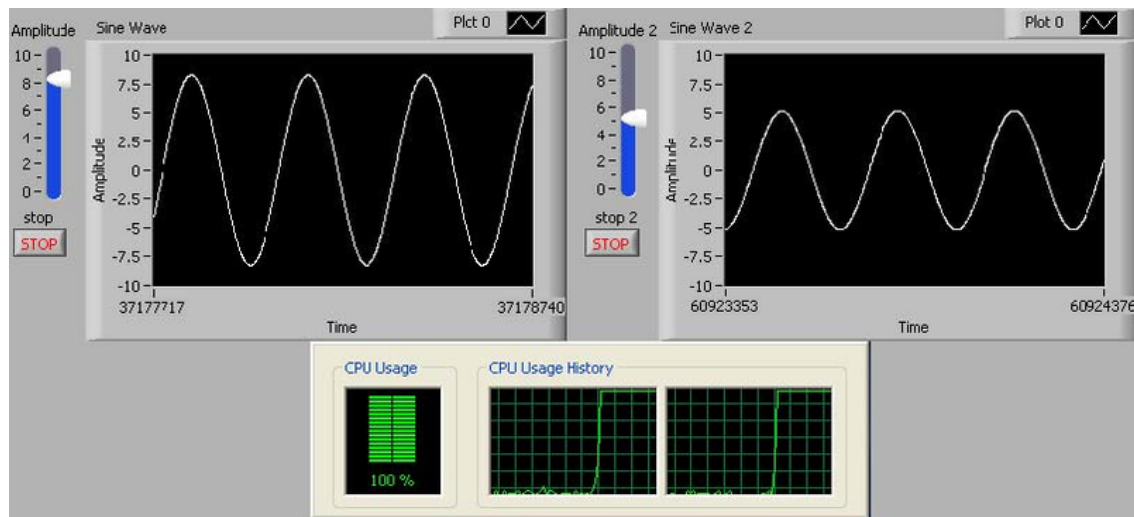 Amplitude
Sine Wave
Plot 0
10
8
6
4
2
0
stop
STOP
Amplitude
10
7.5
5
2.5
0
-2.5
-5
-7.5
-10
37177717
37178740
Time
Amplitude 2
Sine Wave 2
Plot 0
10
8
6
4
2
0
stop 2
STOP
Amplitude
10
7.5
5
2.5
0
-2.5
-5
-7.5
-10
60923353
60924376
Time
CPU Usage
CPU Usage History
100 %